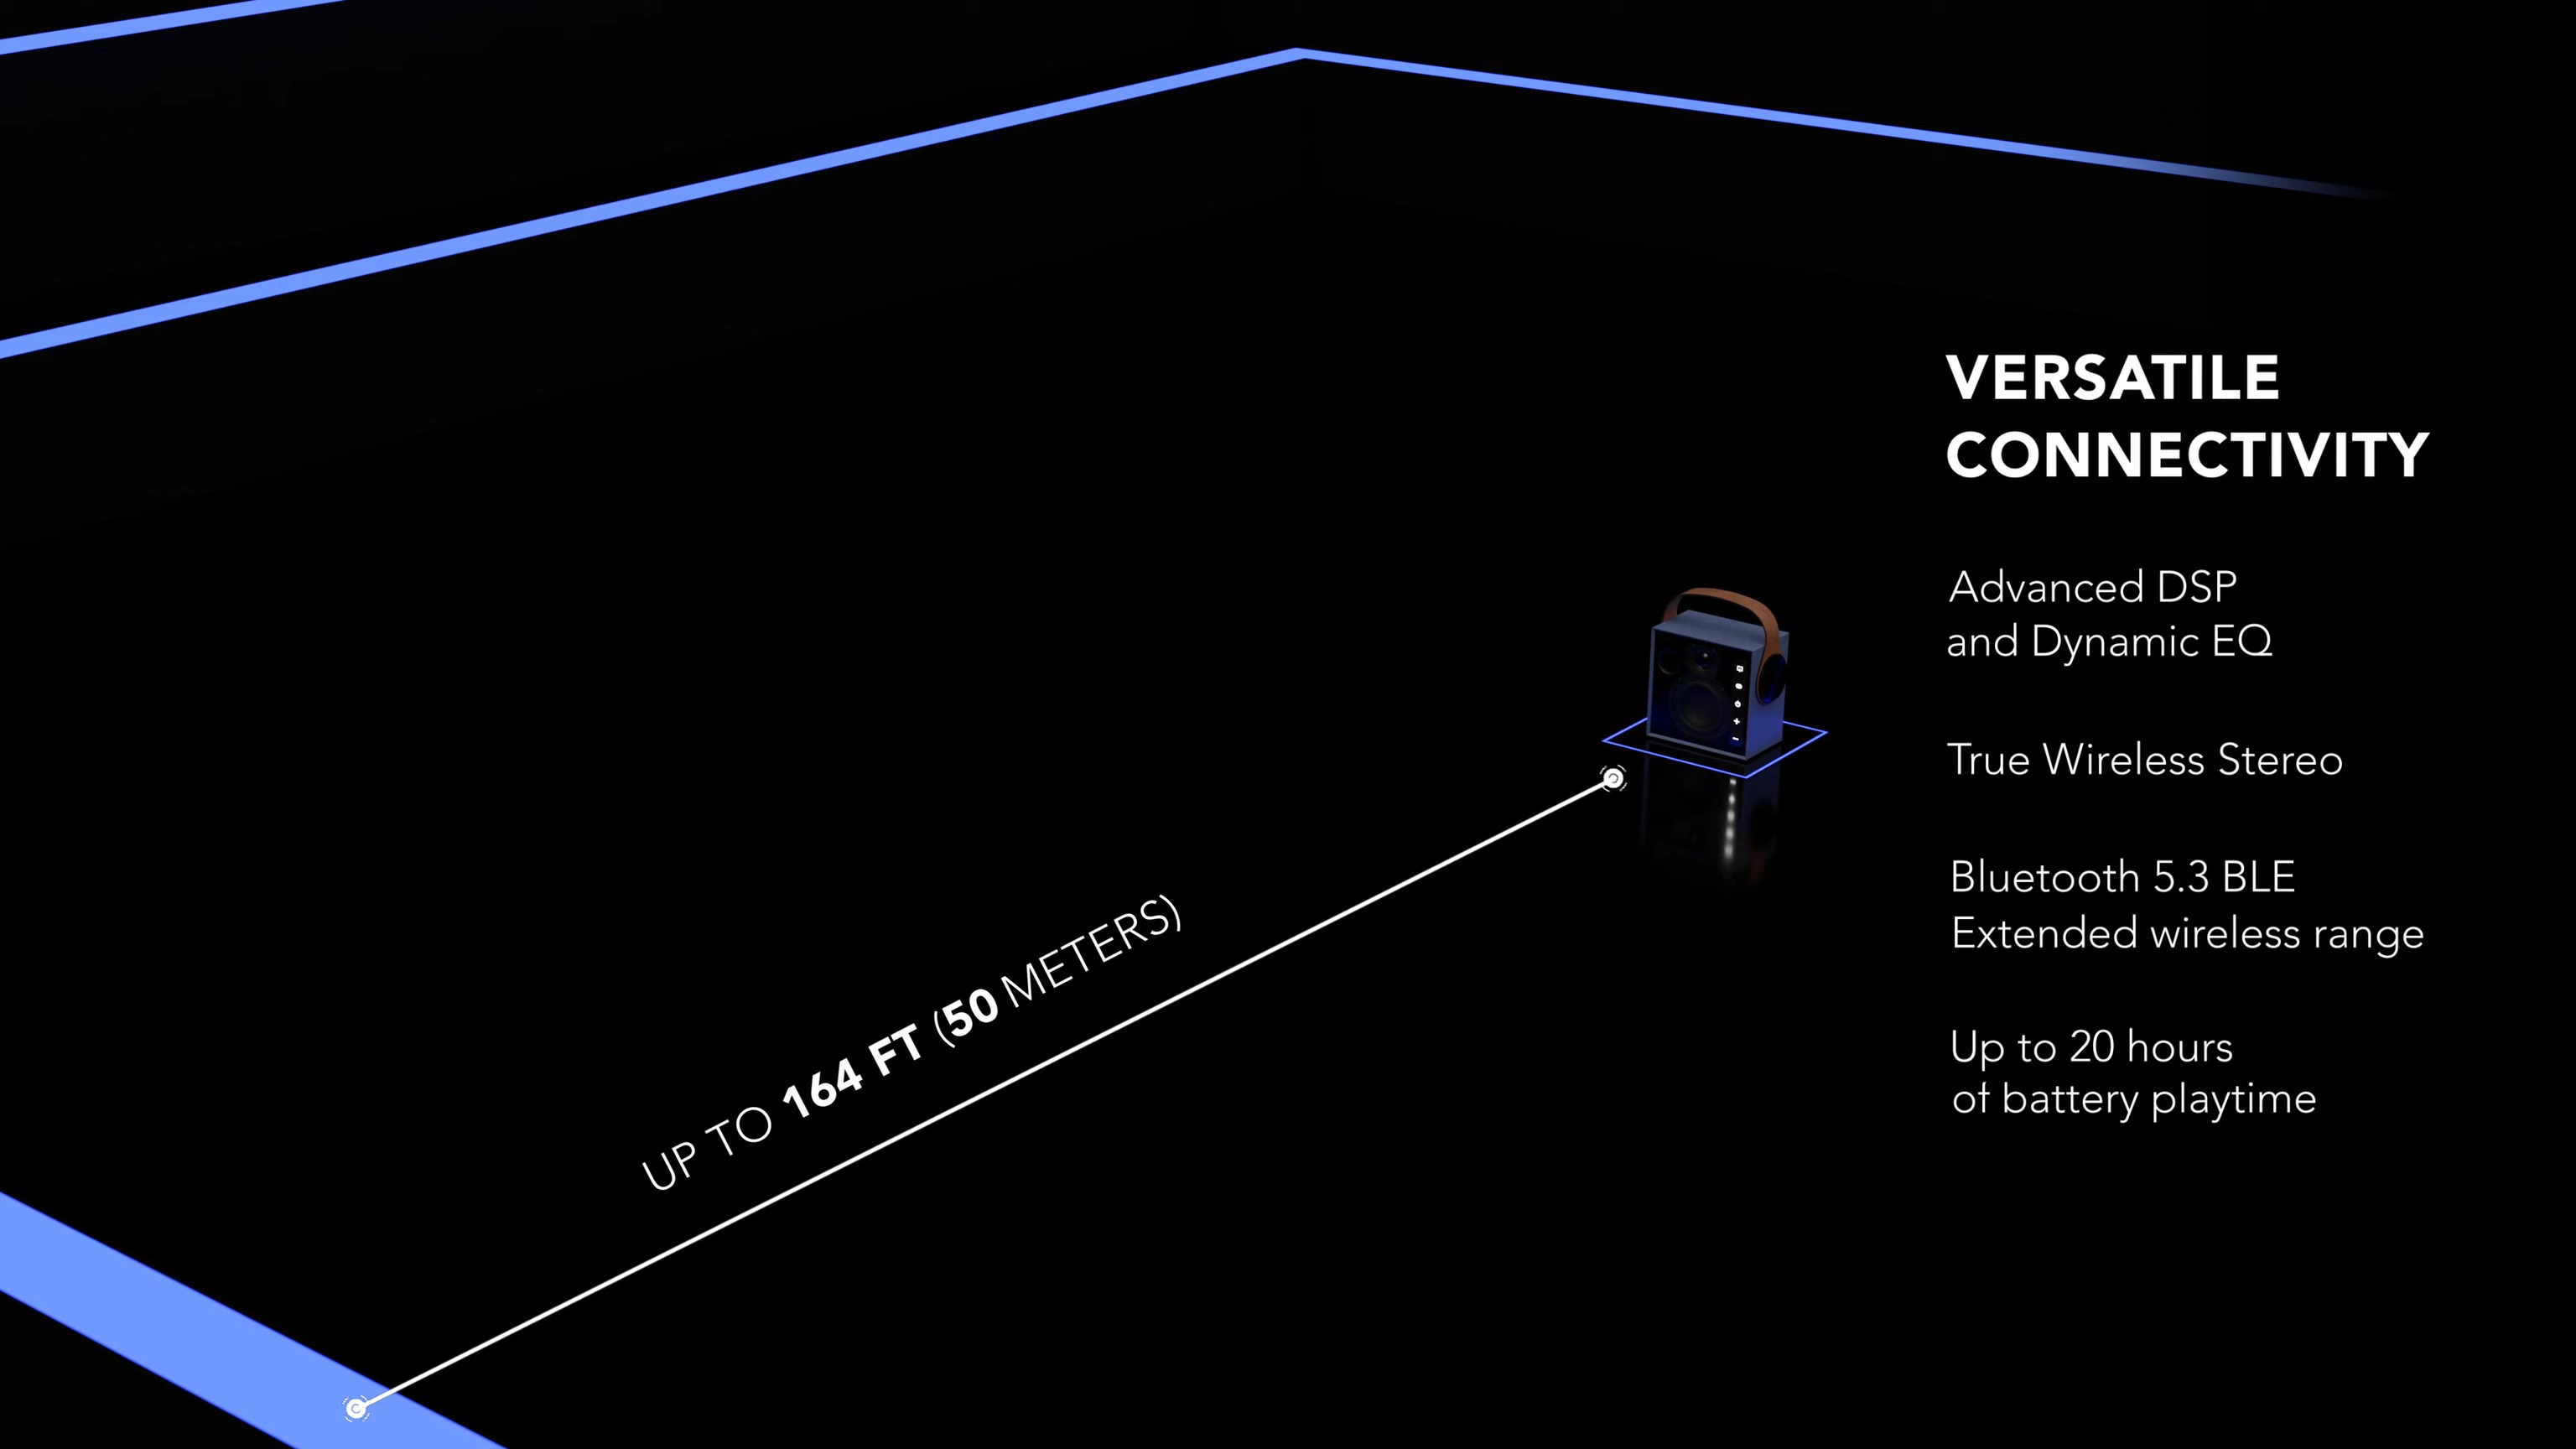 VERSATILE
CONNECTIVITY
Advanced DSP
and Dynamic EQ
True Wireless Stereo
Bluetooth 5.3 BLE
Extended wireless range
Up to 20 hours
of battery playtime
UP TO 164 FT (50 METERS)